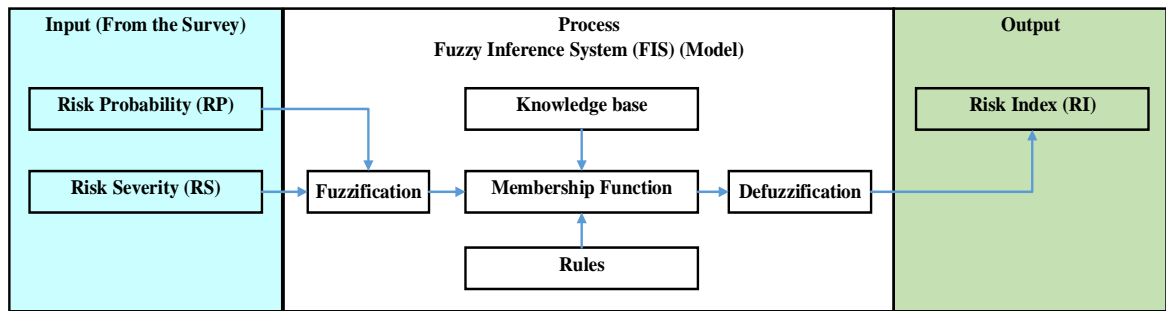 Input (From the Survey)
Process
Fuzzy Inference System (FIS) (Model)
Output
Risk Probability (RP)
Knowledge base
Risk Index (RI)
Risk Severity (RS)
Fuzzification
Membership Function
Defuzzification
Rules